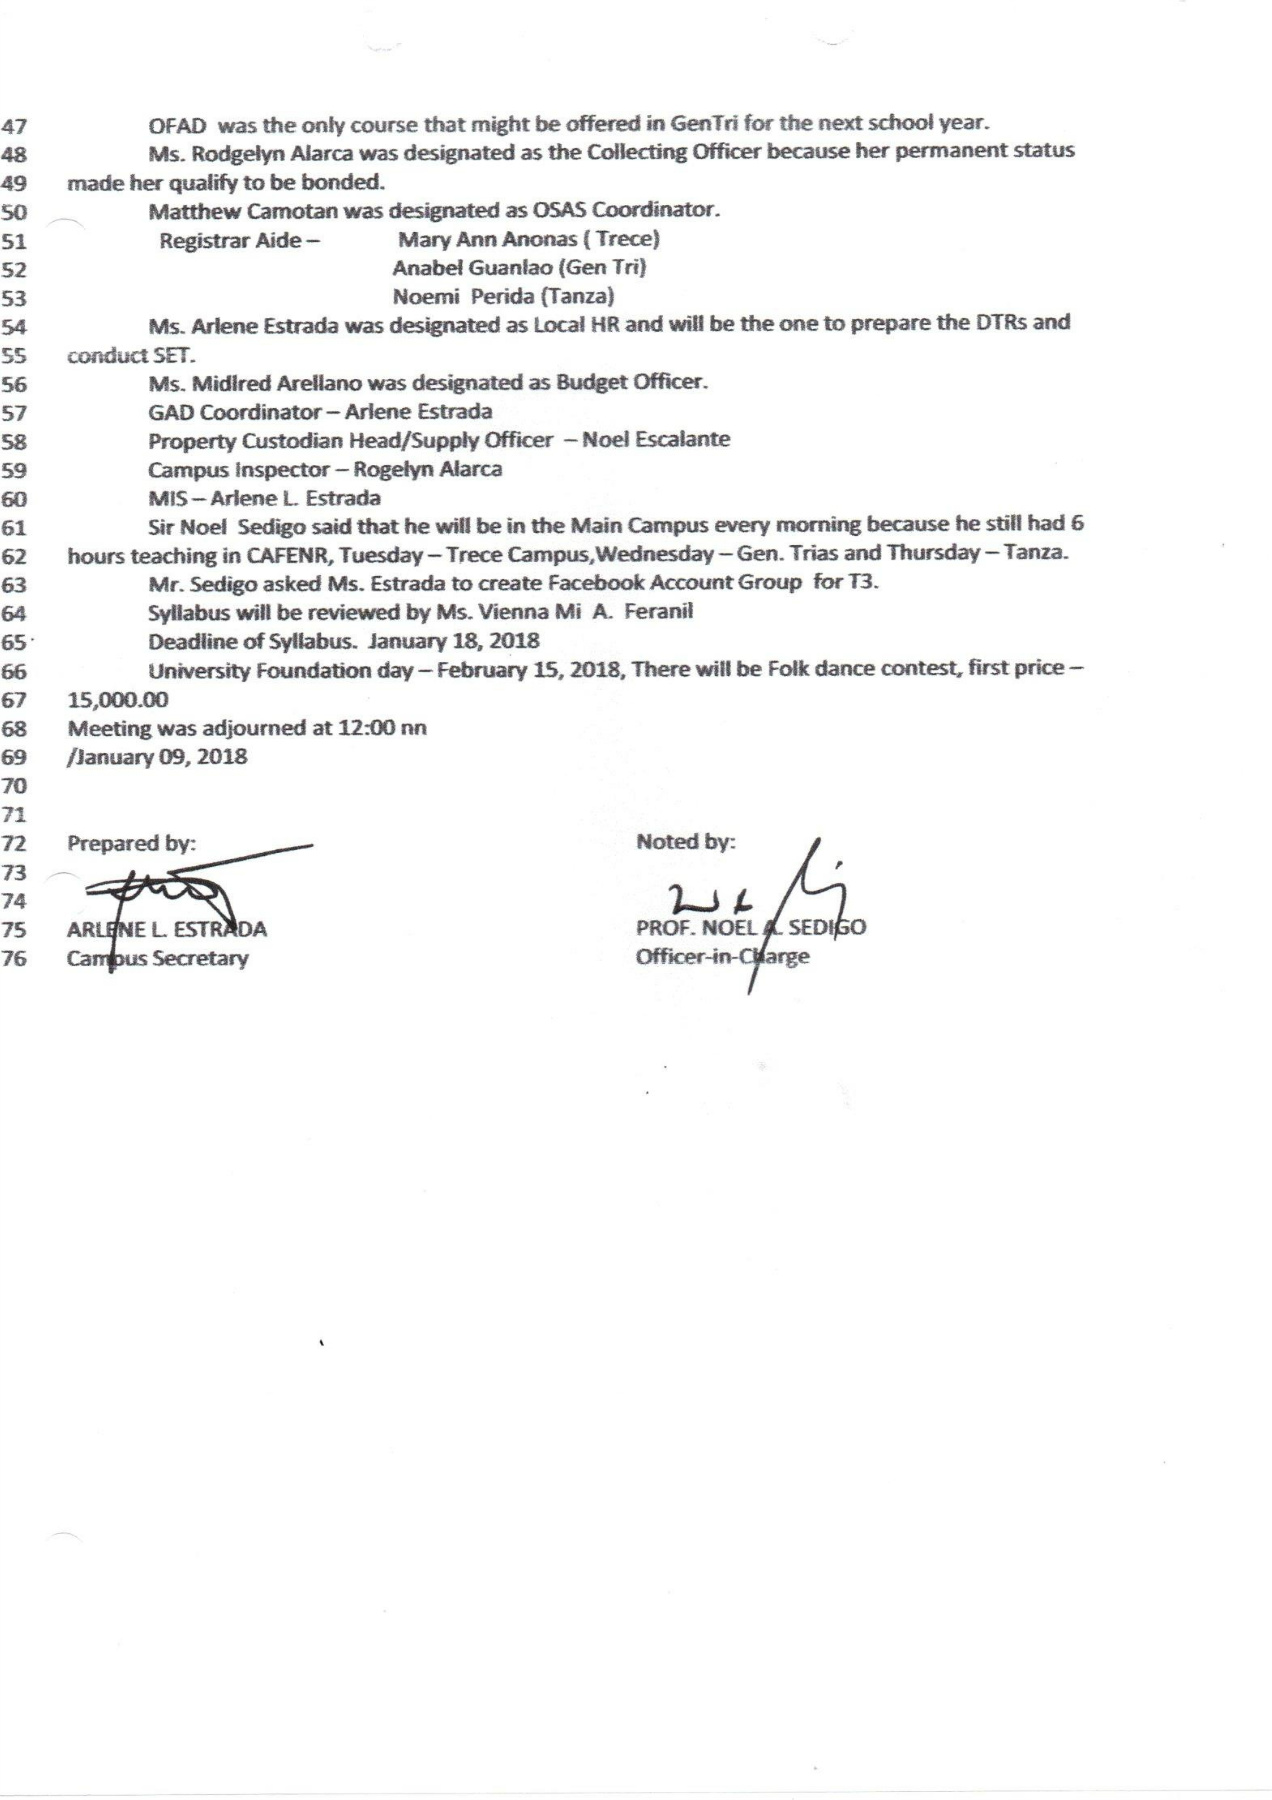 47 OFAD was the only course that might be offered in GenTri for the next school year.
48 Ms. Rodgelyn Alarca was designated as the Collecting Officer because her permanent status
49 made her qualify to be bonded.
50 Matthew Camotan was designated as OSAS Coordinator.
51 Registrar Aide – Mary Ann Anonas ( Trece)
52 Anabel Guanlao (Gen Tri)
53 Noemi Perida (Tanza)
54 Ms. Arlene Estrada was designated as Local HR and will be the one to prepare the DTRs and
55 conduct SET.
56 Ms. Midlred Arellano was designated as Budget Officer.
57 GAD Coordinator – Arlene Estrada
58 Property Custodian Head/Supply Officer – Noel Escalante
59 Campus Inspector – Rogelyn Alarca
60 MIS – Arlene L. Estrada
61 Sir Noel Sedigo said that he will be in the Main Campus every morning because he still had 6
62 hours teaching in CAFENR, Tuesday – Trece Campus,Wednesday – Gen. Trias and Thursday – Tanza.
63 Mr. Sedigo asked Ms. Estrada to create Facebook Account Group for T3.
64 Syllabus will be reviewed by Ms. Vienna Mi A. Feranil
65 Deadline of Syllabus. January 18, 2018
66 University Foundation day – February 15, 2018, There will be Folk dance contest, first price –
67 15,000.00
68 Meeting was adjourned at 12:00 nn
69 /January 09, 2018
70
71
72 Prepared by: Noted by:
73
74
75 ARLENE L. ESTRADA PROF. NOEL A. SEDIGO
76 Campus Secretary Officer-in-Charge